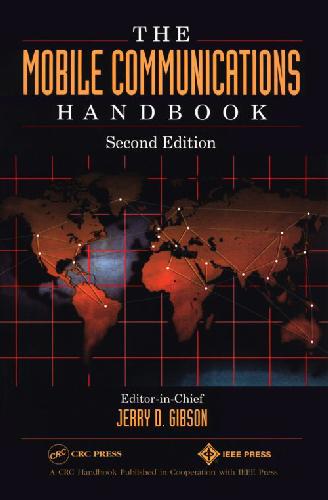 THE
MOBILE COMMUNICATIONS
HANDBOOK
Second Edition
Editor-in-Chief
JERRY D. GIBSON
CRC CRC PRESS IEEE PRESS
A CRC Handbook Published in Cooperation with IEEE Press